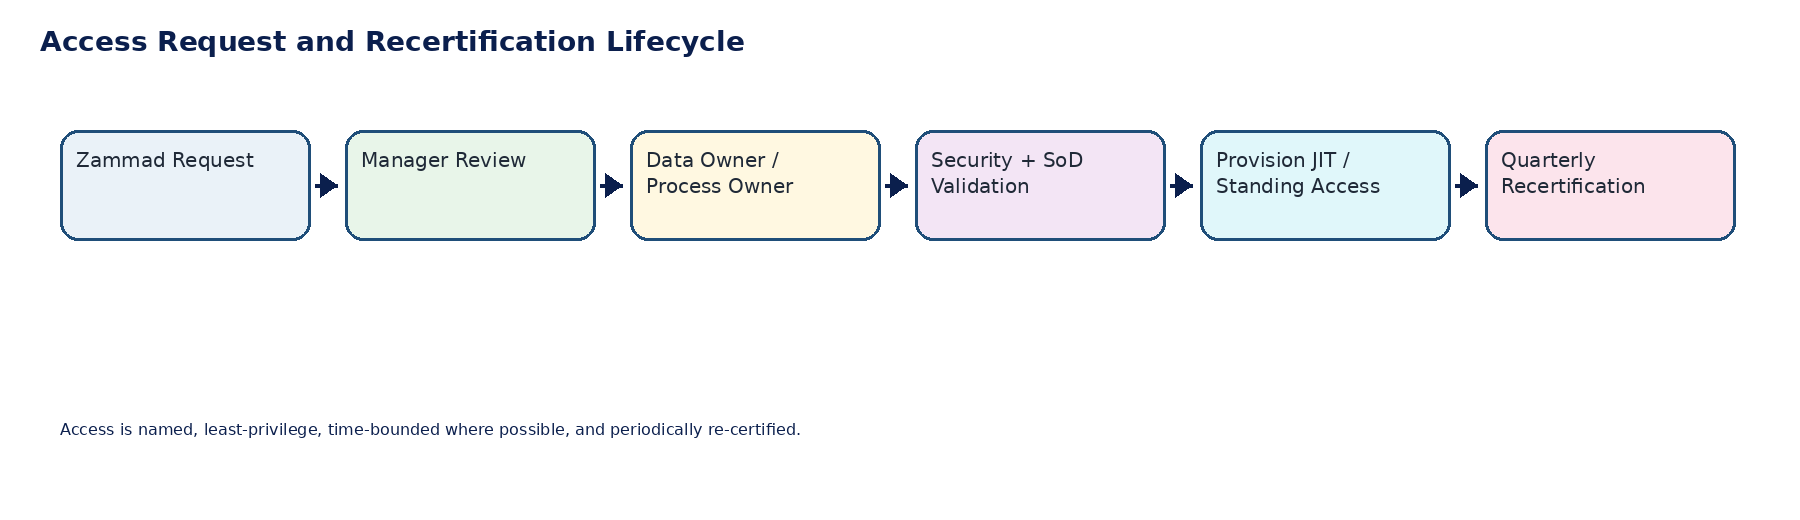 Access Request and Recertification Lifecycle
Zammad Request
Manager Review
Data Owner /
Process Owner
Security + SoD
Validation
Provision JIT /
Standing Access
Quarterly
Recertification
Access is named, least-privilege, time-bounded where possible, and periodically re-certified.